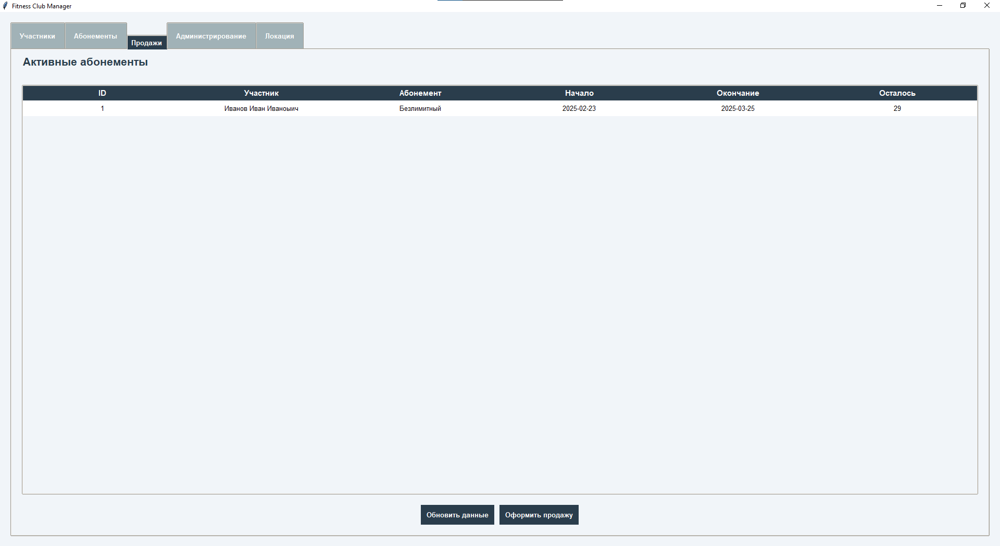 Fitness Club Manager
Участники Абонементы Продажи Администрирование Локация
Активные абонементы
ID Участник Абонемент Начало Окончание Осталось
1 Иванов Иван Иваноыич Безлимитный 2025-02-23 2025-03-25 29
Обновить данные Оформить продажу